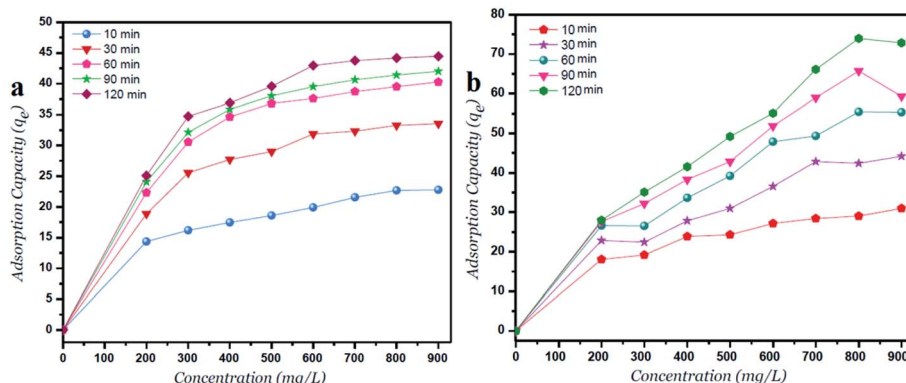 a
50
45
40
35
30
25
20
15
10
5
0
Adsorption Capacity (qe)
10 min
30 min
60 min
90 min
120 min
0 200 300 400 500 600 700 800 900
Concentration (mg/L)
b
80
70
60
50
40
30
20
10
0
Adsorption Capacity (qe)
10 min
30 min
60 min
90 min
120 min
0 200 300 400 500 600 700 800 900
Concentration (mg/L)